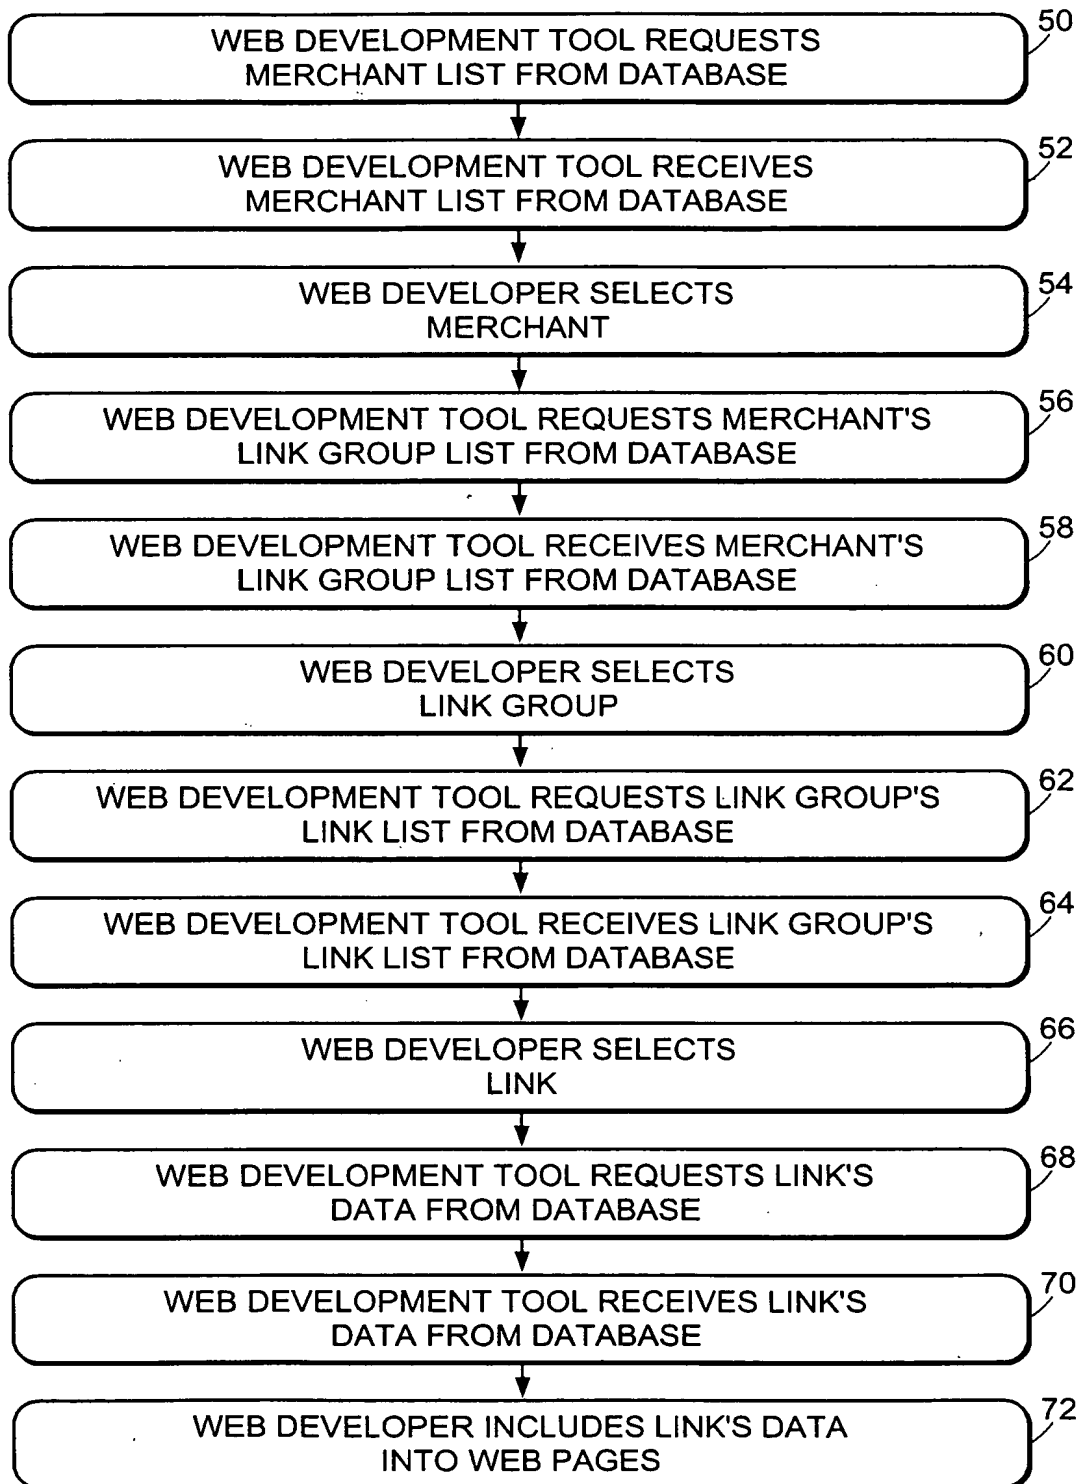 50
WEB DEVELOPMENT TOOL REQUESTS
MERCHANT LIST FROM DATABASE
52
WEB DEVELOPMENT TOOL RECEIVES
MERCHANT LIST FROM DATABASE
54
WEB DEVELOPER SELECTS
MERCHANT
56
WEB DEVELOPMENT TOOL REQUESTS MERCHANT'S
LINK GROUP LIST FROM DATABASE
58
WEB DEVELOPMENT TOOL RECEIVES MERCHANT'S
LINK GROUP LIST FROM DATABASE
60
WEB DEVELOPER SELECTS
LINK GROUP
62
WEB DEVELOPMENT TOOL REQUESTS LINK GROUP'S
LINK LIST FROM DATABASE
64
WEB DEVELOPMENT TOOL RECEIVES LINK GROUP'S
LINK LIST FROM DATABASE
66
WEB DEVELOPER SELECTS
LINK
68
WEB DEVELOPMENT TOOL REQUESTS LINK'S
DATA FROM DATABASE
70
WEB DEVELOPMENT TOOL RECEIVES LINK'S
DATA FROM DATABASE
72
WEB DEVELOPER INCLUDES LINK'S DATA
INTO WEB PAGES